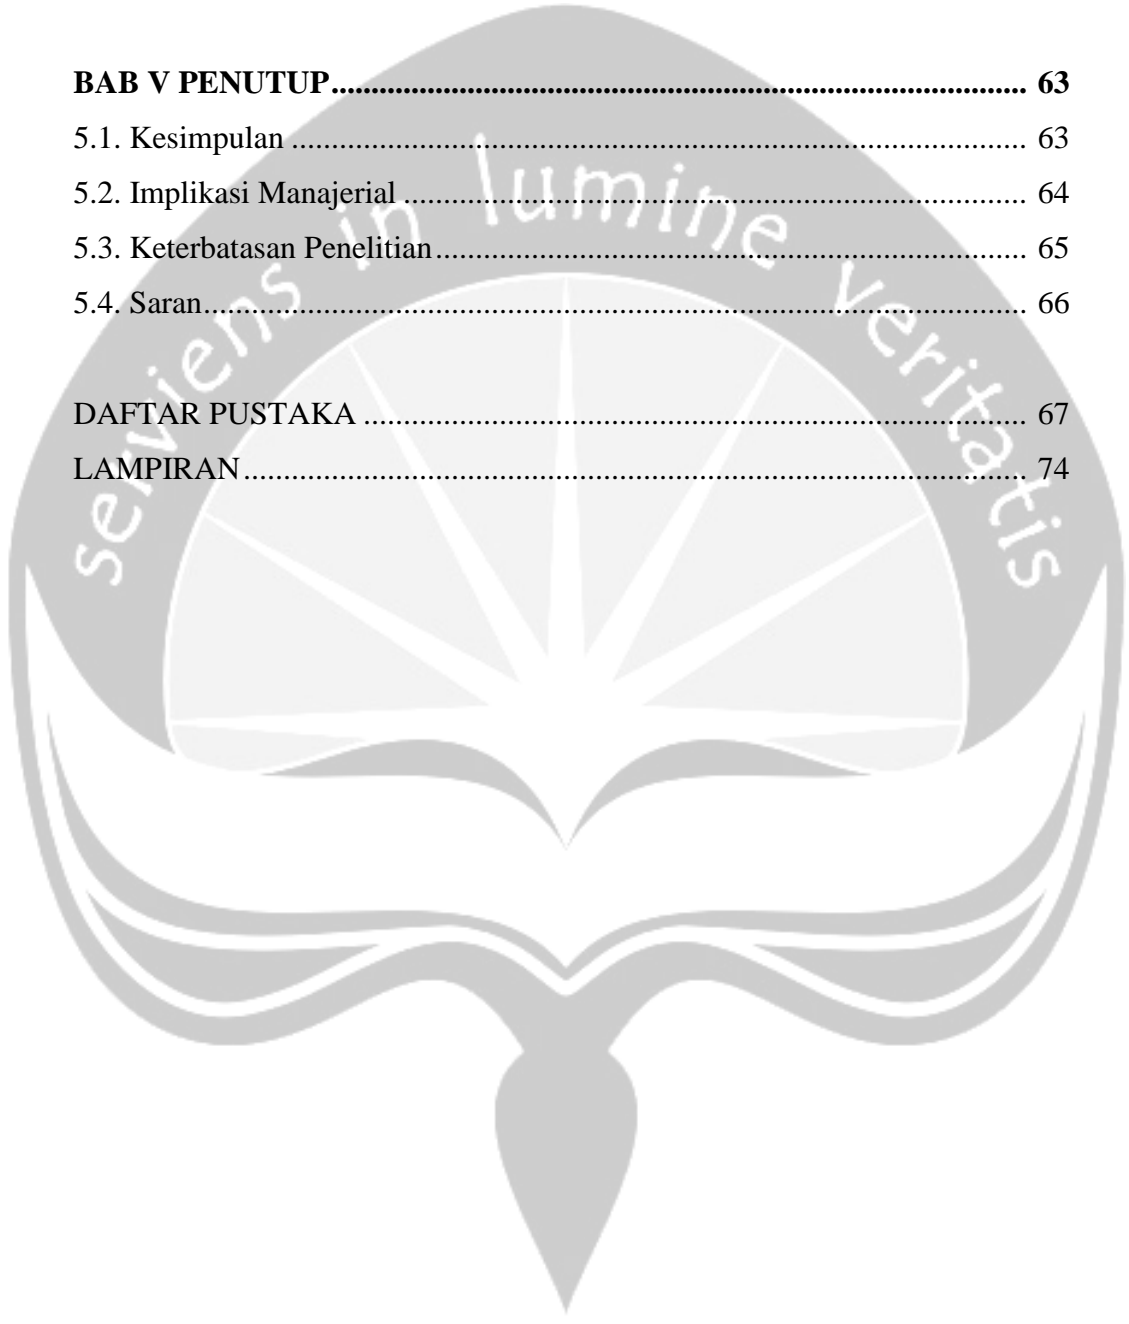 BAB V PENUTUP.......................................................................................... 63
5.1. Kesimpulan ............................................................................................. 63
5.2. Implikasi Manajerial ............................................................................... 64
5.3. Keterbatasan Penelitian........................................................................... 65
5.4. Saran........................................................................................................ 66
DAFTAR PUSTAKA .................................................................................... 67
LAMPIRAN................................................................................................... 74
serviens in lumine veritatis